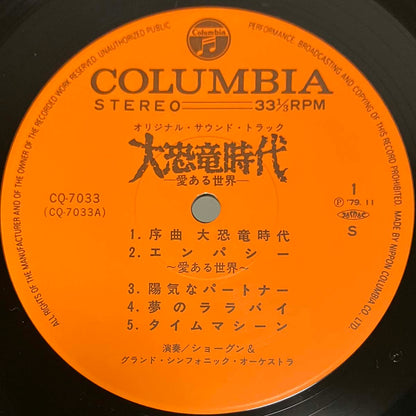 ALL RIGHTS OF THE MANUFACTURER AND OF THE OWNER OF THE RECORDED WORK RESERVED. UNAUTHORIZED PUBLIC PERFORMANCE, BROADCASTING AND COPYING OF THIS RECORD PROHIBITED. MADE BY NIPPON COLUMBIA CO., LTD.
Columbia
COLUMBIA
STEREO 33⅓RPM
オリジナル・サウンド・トラック
大恐竜時代
—愛ある世界—
CQ-7033
(CQ-7033A)
1
Ⓟ '79.11
S
1. 序曲 大恐竜時代
2. エンパシー
〜愛ある世界〜
3. 陽気なパートナー
4. 夢のララバイ
5. タイムマシーン
演奏/ショーグン&
グランド・シンフォニック・オーケストラ